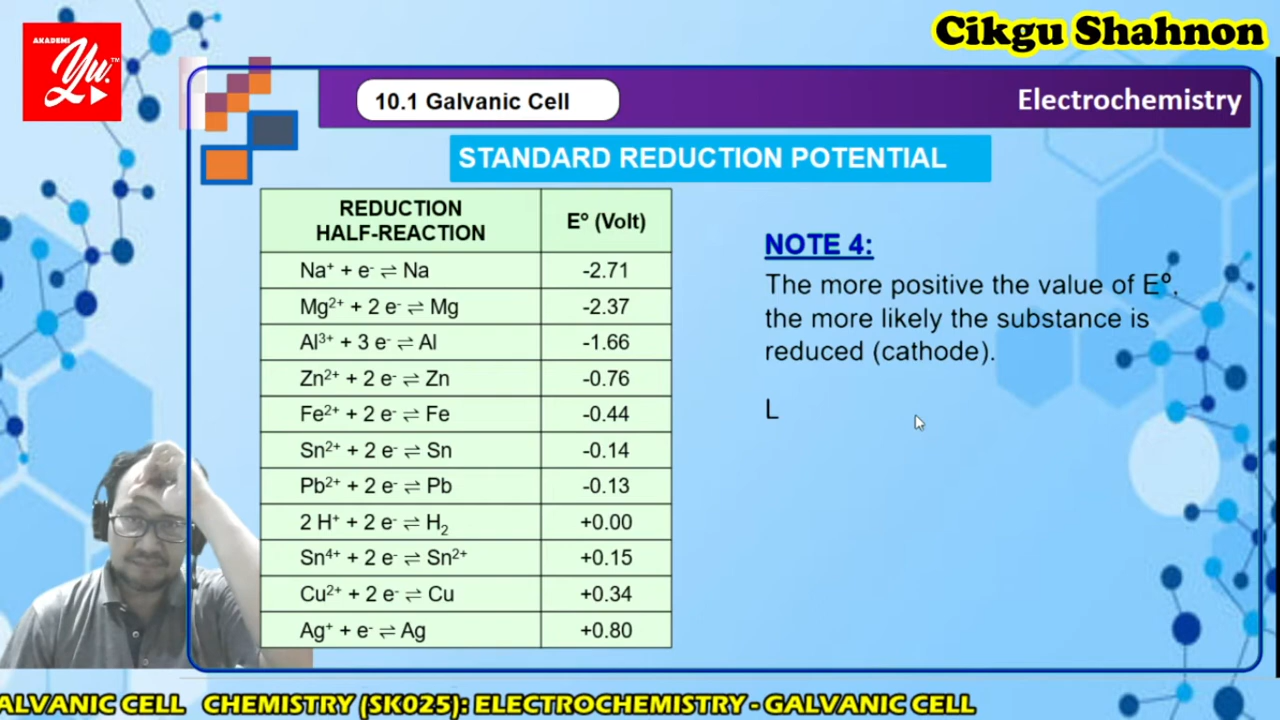 Cikgu Shahnon
AKADEMI
Yu.™
10.1 Galvanic Cell
Electrochemistry
STANDARD REDUCTION POTENTIAL
REDUCTION
HALF-REACTION
E⁰ (Volt)
Na⁺ + e⁻ ⇌ Na
-2.71
Mg²⁺ + 2 e⁻ ⇌ Mg
-2.37
Al³⁺ + 3 e⁻ ⇌ Al
-1.66
Zn²⁺ + 2 e⁻ ⇌ Zn
-0.76
Fe²⁺ + 2 e⁻ ⇌ Fe
-0.44
Sn²⁺ + 2 e⁻ ⇌ Sn
-0.14
Pb²⁺ + 2 e⁻ ⇌ Pb
-0.13
2 H⁺ + 2 e⁻ ⇌ H₂
+0.00
Sn⁴⁺ + 2 e⁻ ⇌ Sn²⁺
+0.15
Cu²⁺ + 2 e⁻ ⇌ Cu
+0.34
Ag⁺ + e⁻ ⇌ Ag
+0.80
NOTE 4:
The more positive the value of E⁰,
the more likely the substance is
reduced (cathode).
L
ALVANIC CELL CHEMISTRY (SK025): ELECTROCHEMISTRY - GALVANIC CELL